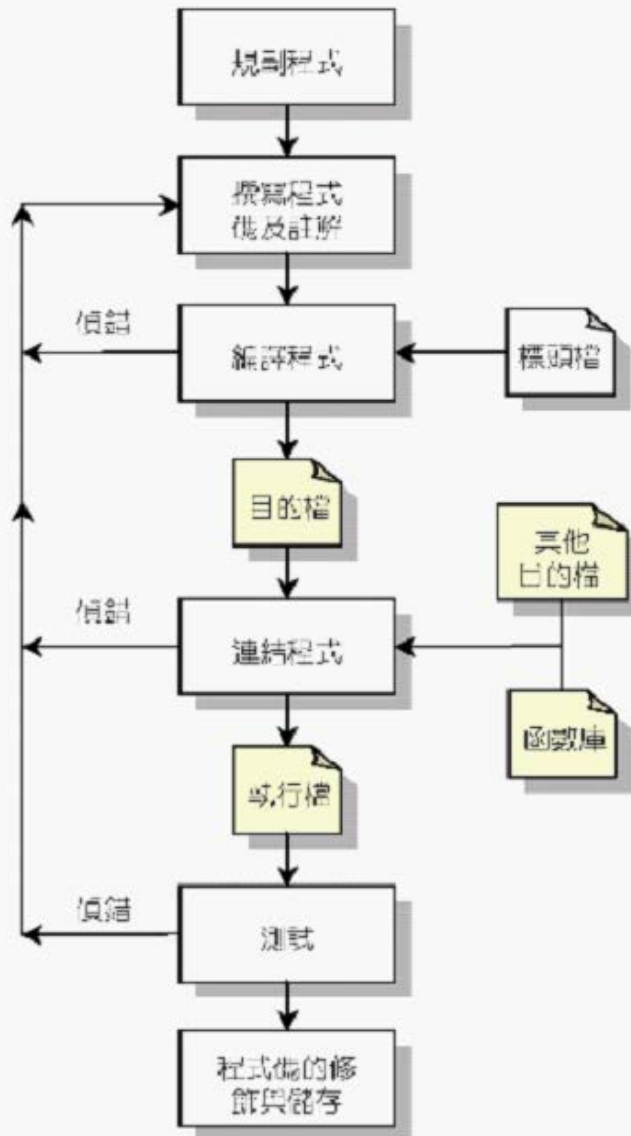 規劃程式
撰寫程式
碼及註解
偵錯
編譯程式
標頭檔
目的檔
其他
目的檔
偵錯
連結程式
函數庫
執行檔
偵錯
測試
程式碼的修
飾與儲存